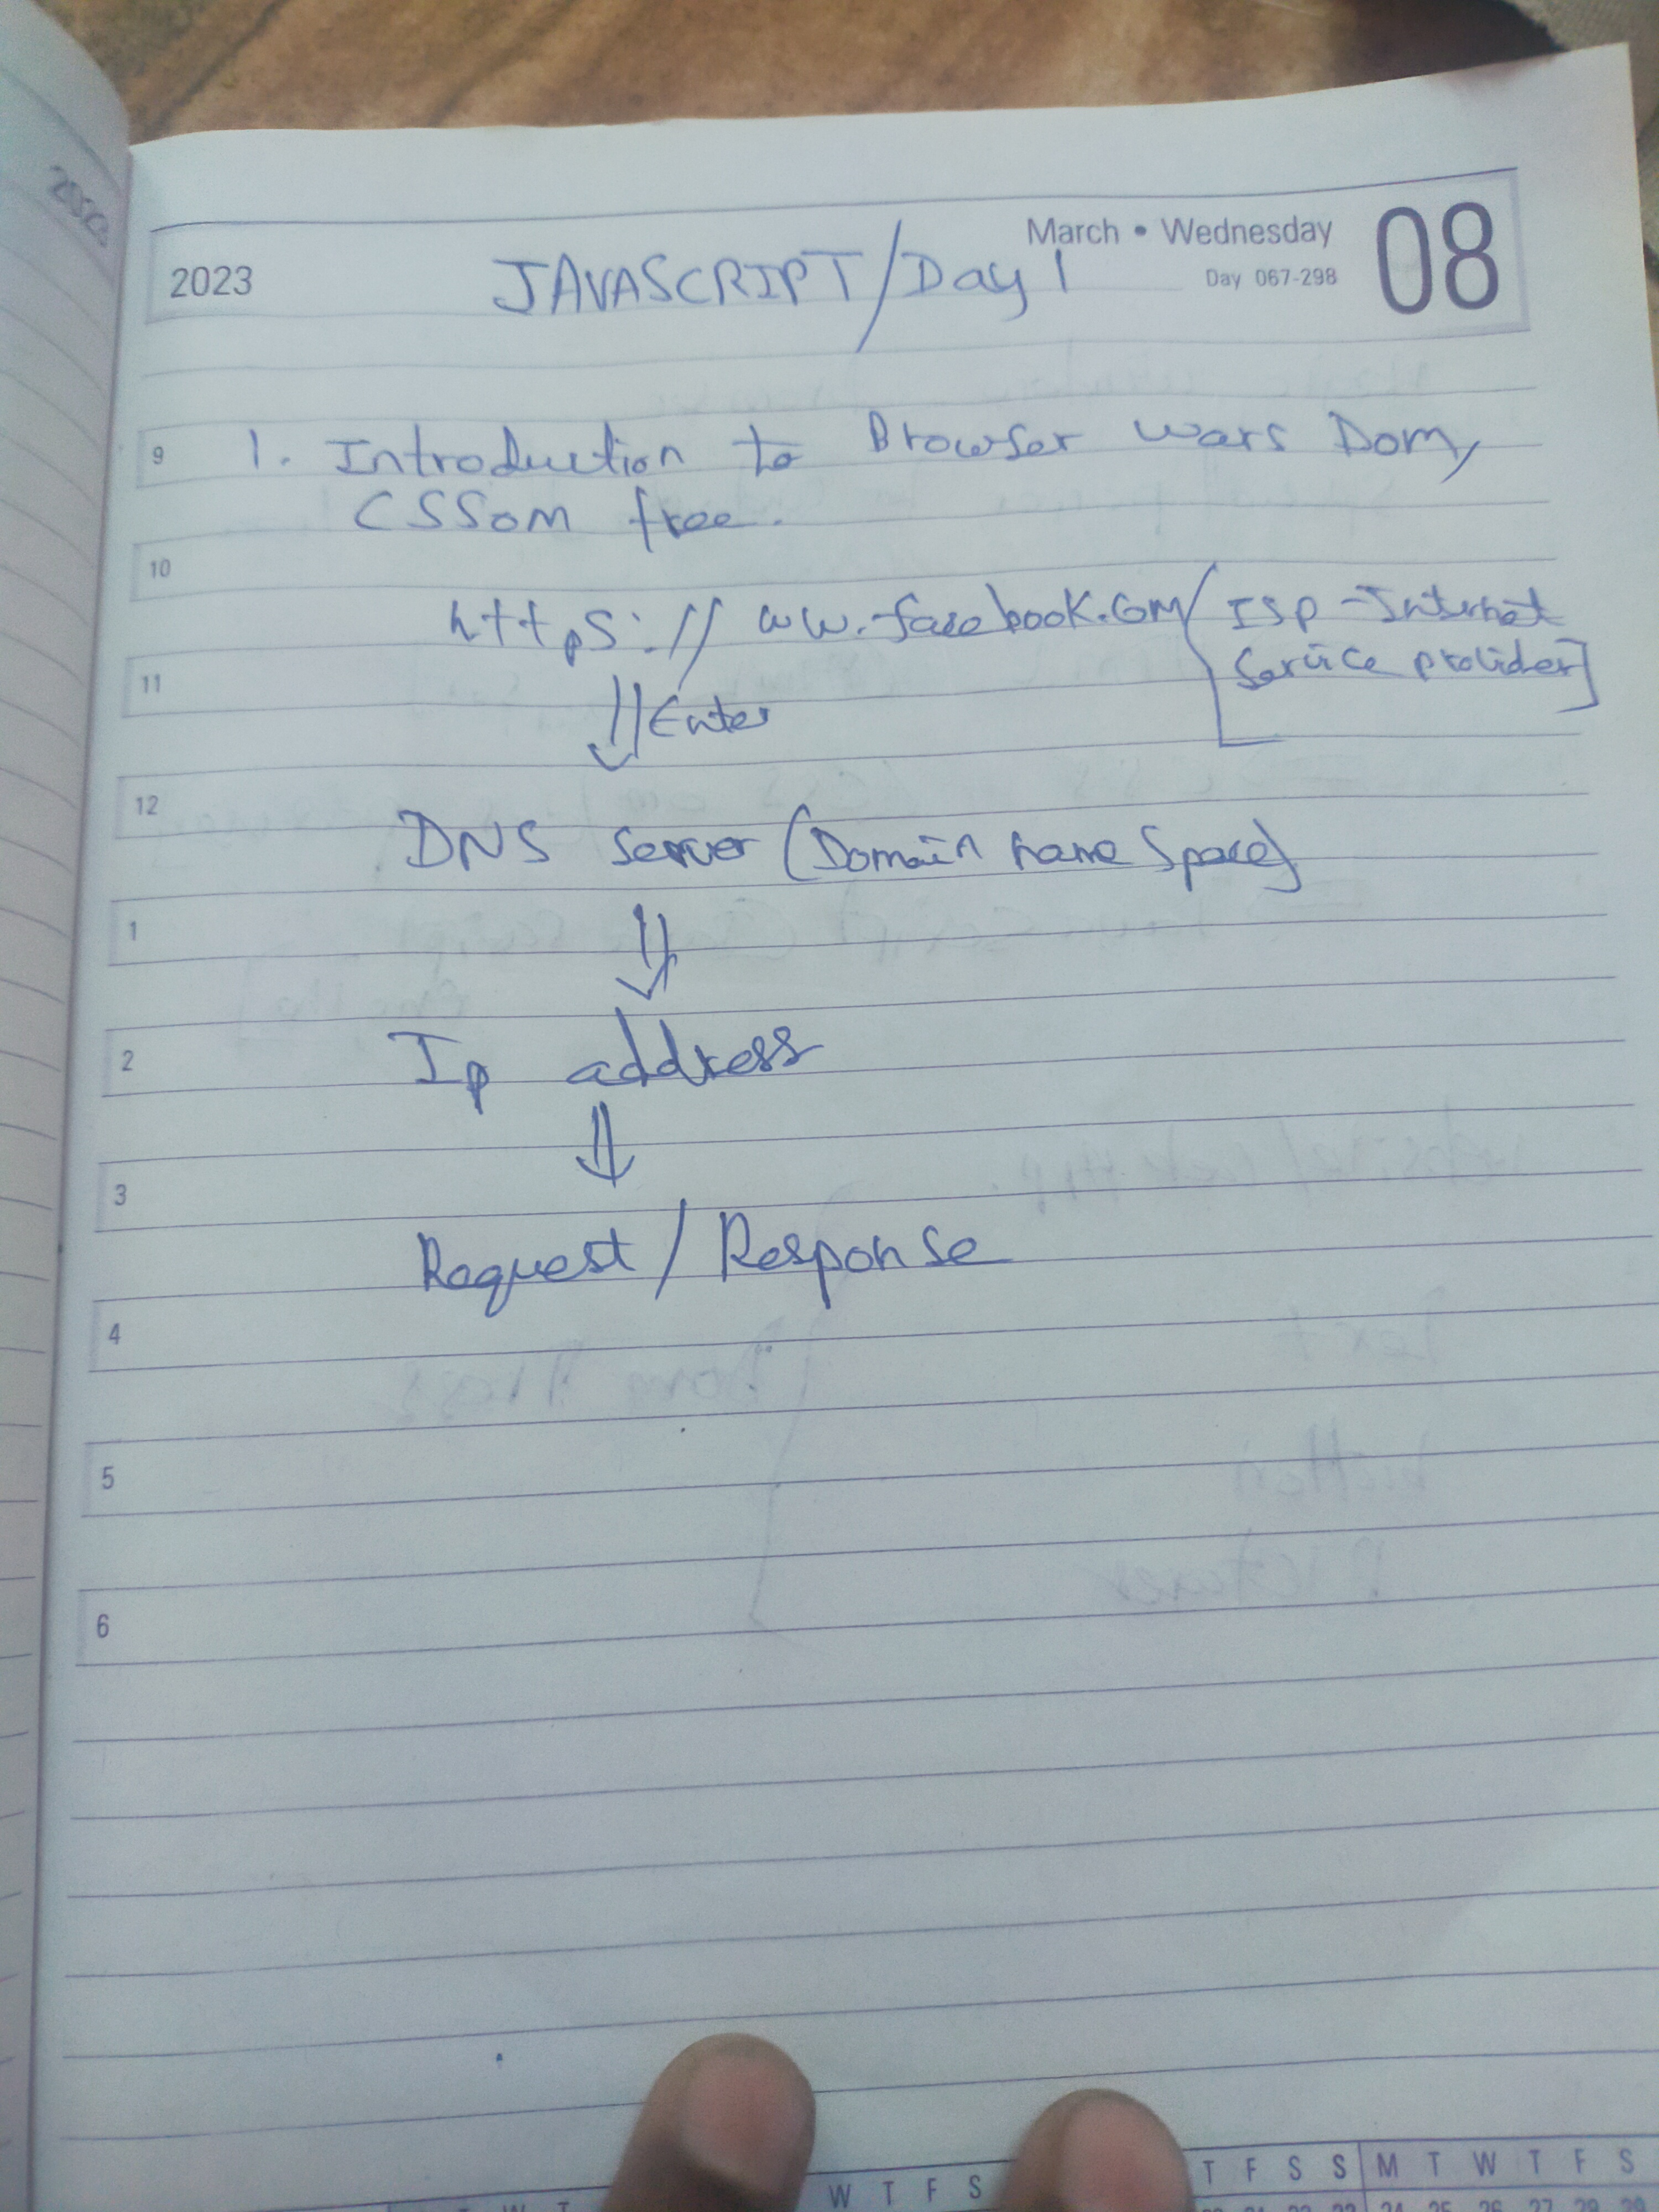 2023
March • Wednesday
08
JAVASCRIPT/Day 1
Day 067-298
9
1. Introduction to Browser wars Dom,
CSSOM free.
10
https://ww.facebook.com/
[ISP - Internet
Service provider]
11
Enter
12
DNS Server (Domain name Space)
1
2
Ip address
3
Request / Response
4
5
6
W T F S
T F S S M T W T F S